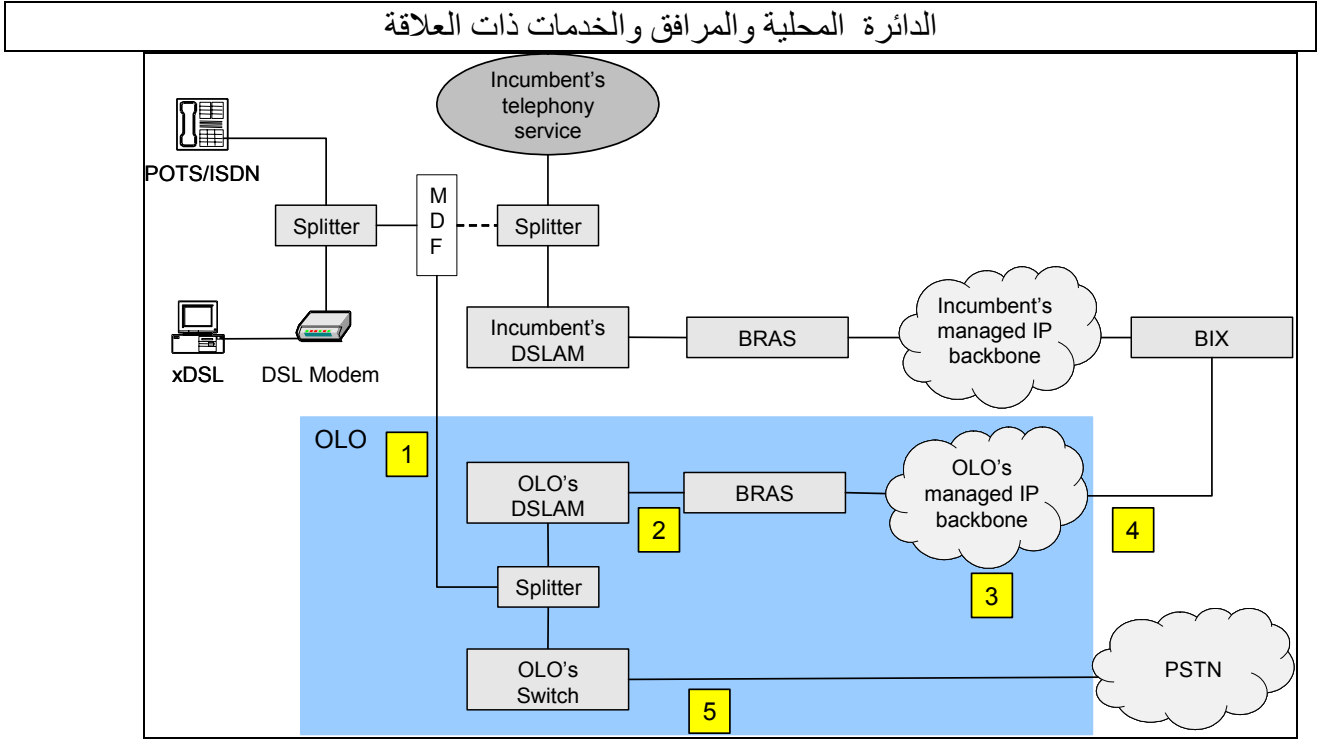 الدائرة المحلية والمرافق والخدمات ذات العلاقة
Incumbent's
telephony
service
POTS/ISDN
Splitter
M
D
F
Splitter
xDSL
DSL Modem
Incumbent's
DSLAM
BRAS
Incumbent's
managed IP
backbone
BIX
OLO
1
OLO's
DSLAM
2
BRAS
OLO's
managed IP
backbone
3
4
Splitter
OLO's
Switch
5
PSTN